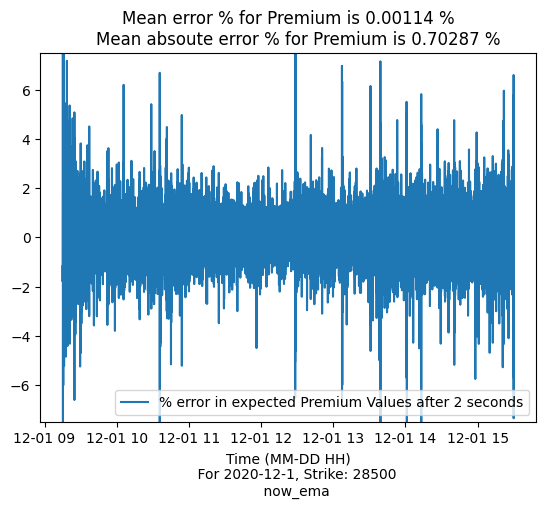 Mean error % for Premium is 0.00114 %
Mean absoute error % for Premium is 0.70287 %
6
4
2
0
−2
−4
−6
% error in expected Premium Values after 2 seconds
12-01 09 12-01 10 12-01 11 12-01 12 12-01 13 12-01 14 12-01 15
Time (MM-DD HH)
For 2020-12-1, Strike: 28500
now_ema